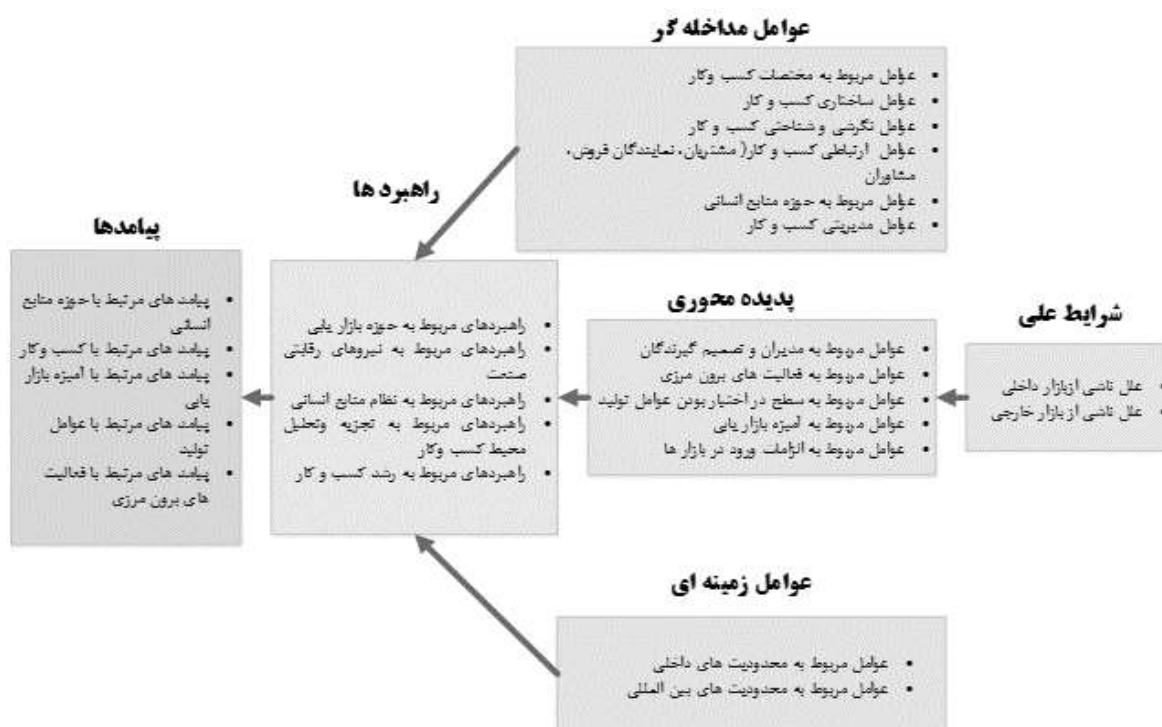 عوامل مداخله گر
• عوامل مربوط به مختصات کسب وکار
• عوامل ساختاری کسب و کار
• عوامل نگرشی و شناختی کسب و کار
• عوامل ارتباطی کسب و کار( مشتریان، نمایندگان فروش،
مشاوران
• عوامل مربوط به حوزه منابع انسانی
• عوامل مدیریتی کسب و کار
شرایط علی
• علل ناشی ازبازار داخلی
• علل ناشی از بازار خارجی
پدیده محوری
• عوامل مربوط به مدیران و تصمیم گیرندگان
• عوامل مربوط به فعالیت های برون مرزی
• عوامل مربوط به سطح در اختیار بودن عوامل تولید
• عوامل مربوط به آمیزه بازار یابی
• عوامل مربوط به الزامات ورود در بازار ها
راهبرد ها
• راهبردهای مربوط به حوزه بازار یابی
• راهبردهای مربوط به نیروهای رقابتی
صنعت
• راهبردهای مربوط به نظام منابع انسانی
• راهبردهای مربوط به تجزیه وتحلیل
محیط کسب وکار
• راهبردهای مربوط به رشد کسب و کار
پیامدها
• پیامد های مرتبط با حوزه منابع
انسانی
• پیامد های مرتبط با کسب وکار
• پیامد های مرتبط با آمیزه بازار
یابی
• پیامد های مرتبط با عوامل
تولید
• پیامد های مرتبط با فعالیت
های برون مرزی
عوامل زمینه ای
• عوامل مربوط به محدودیت های داخلی
• عوامل مربوط به محدودیت های بین المللی